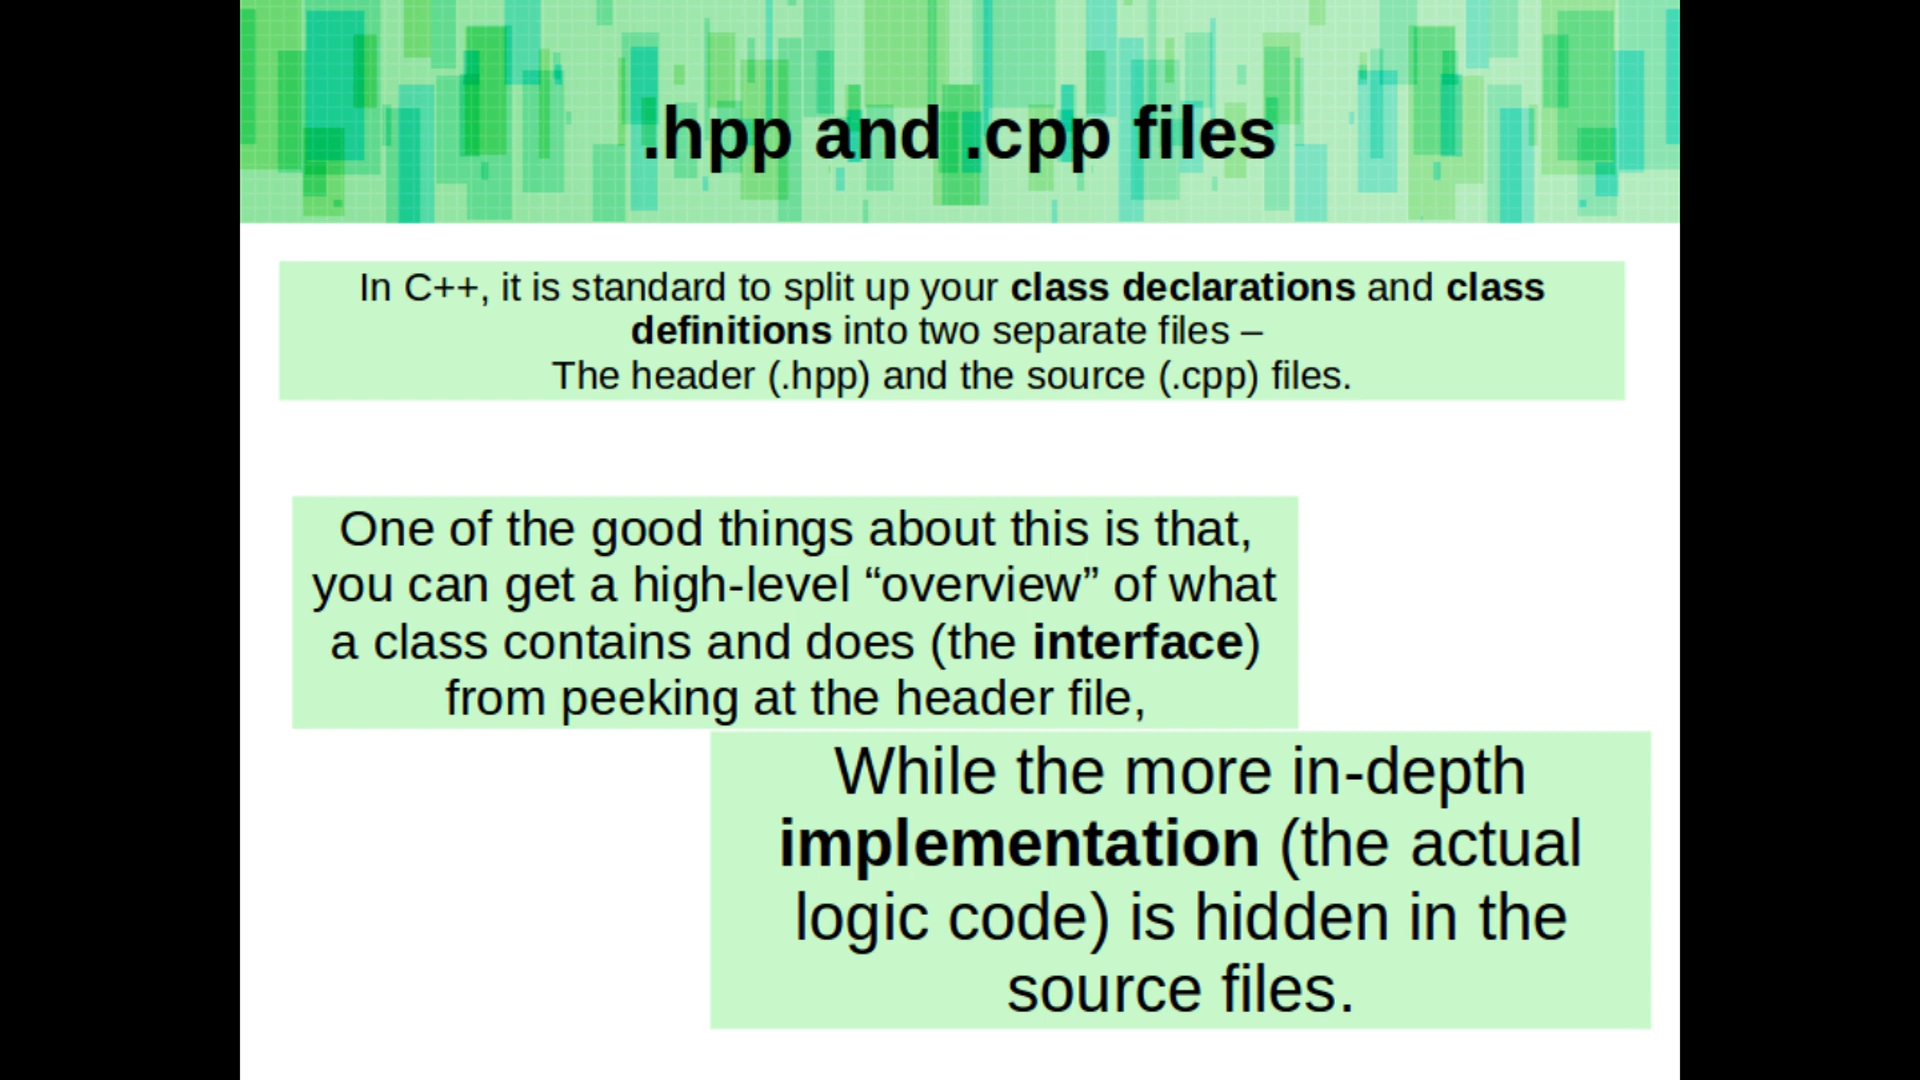 .hpp and .cpp files
In C++, it is standard to split up your class declarations and class
definitions into two separate files –
The header (.hpp) and the source (.cpp) files.
One of the good things about this is that,
you can get a high-level “overview” of what
a class contains and does (the interface)
from peeking at the header file,
While the more in-depth
implementation (the actual
logic code) is hidden in the
source files.